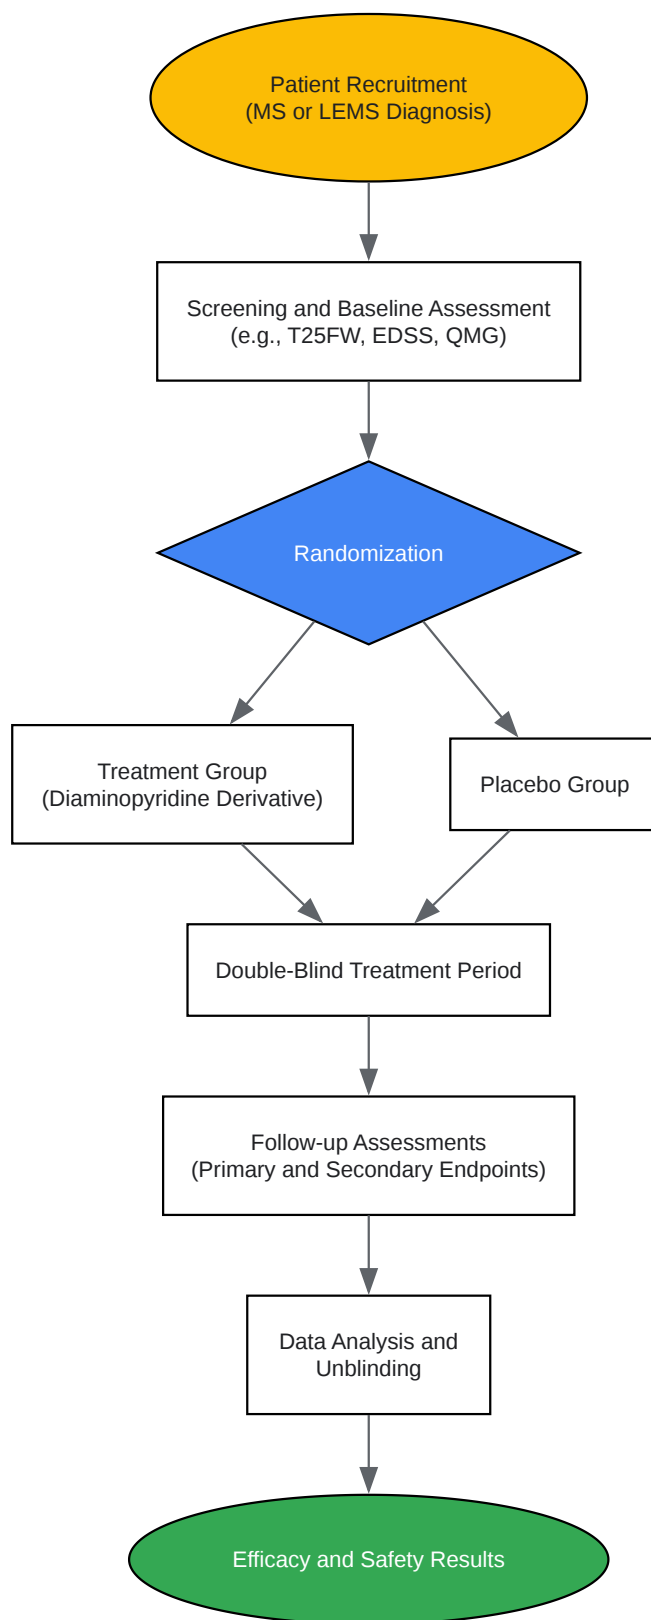 Patient Recruitment
(MS or LEMS Diagnosis)
Screening and Baseline Assessment
(e.g., T25FW, EDSS, QMG)
Randomization
Treatment Group
(Diaminopyridine Derivative)
Placebo Group
Double-Blind Treatment Period
Follow-up Assessments
(Primary and Secondary Endpoints)
Data Analysis and
Unblinding
Efficacy and Safety Results